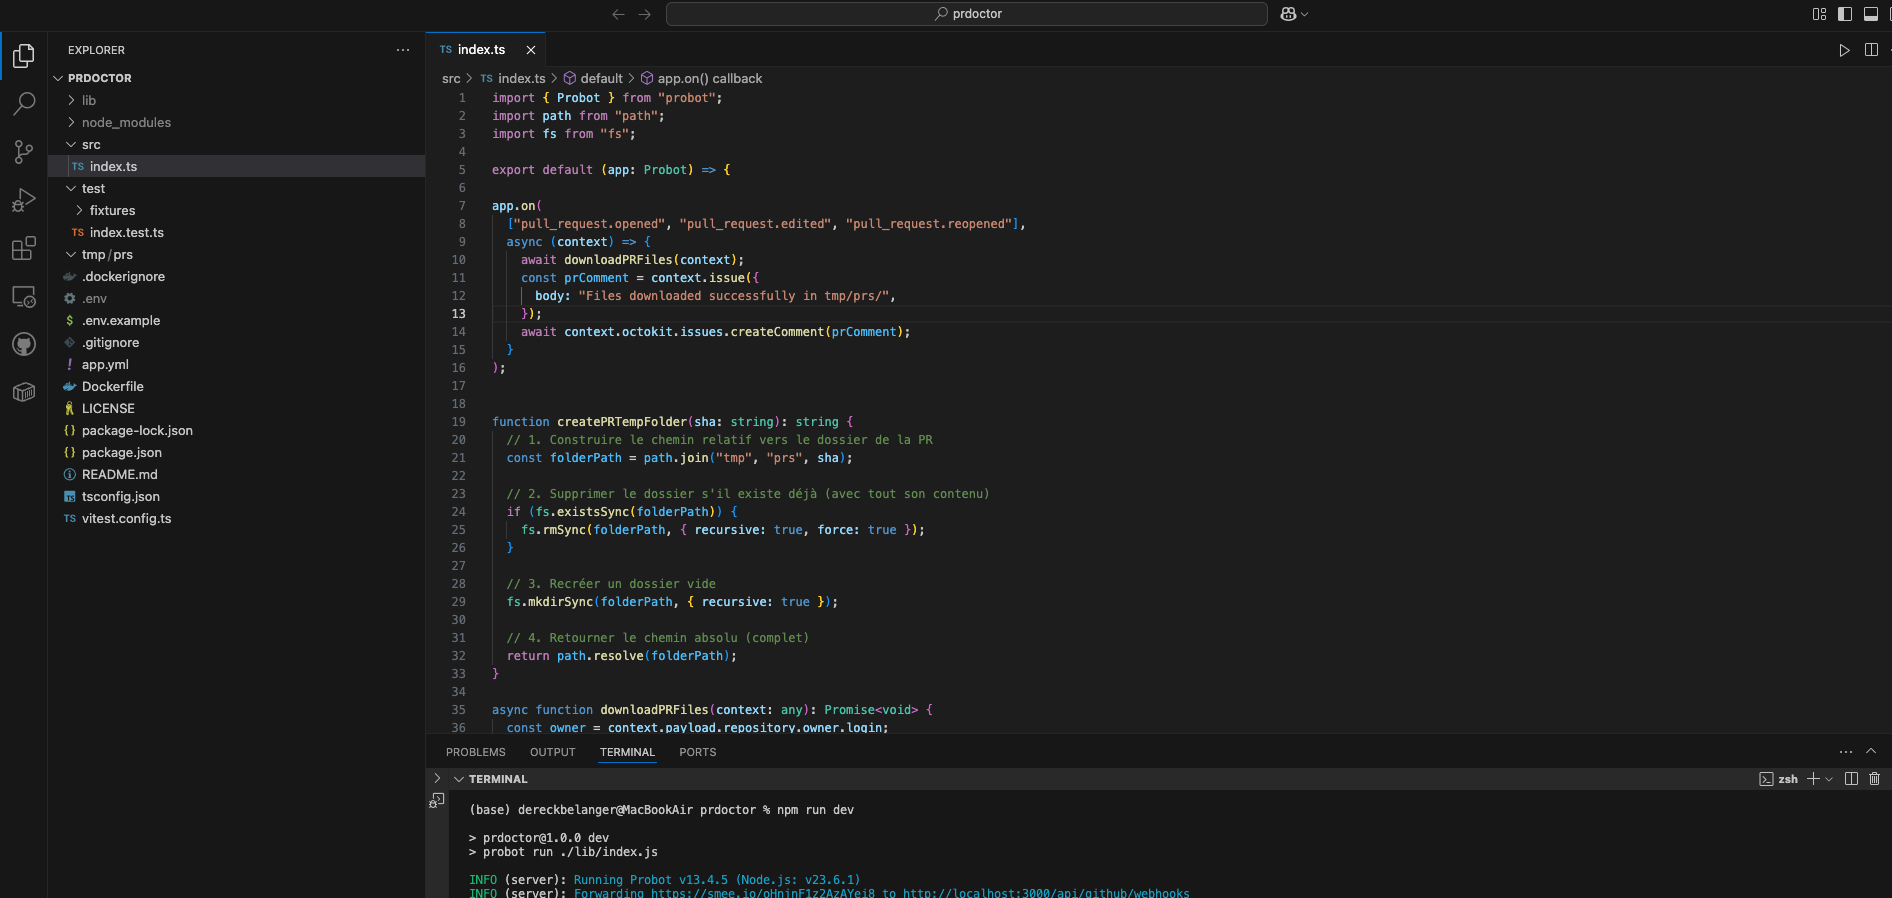 prdoctor
EXPLORER
PRDOCTOR
lib
node_modules
src
TS index.ts
test
fixtures
TS index.test.ts
tmp / prs
.dockerignore
.env
$ .env.example
.gitignore
! app.yml
Dockerfile
LICENSE
{} package-lock.json
{} package.json
README.md
TS tsconfig.json
TS vitest.config.ts
TS index.ts
src > TS index.ts > default > app.on() callback
1 import { Probot } from "probot";
2 import path from "path";
3 import fs from "fs";
4
5 export default (app: Probot) => {
6
7 app.on(
8 ["pull_request.opened", "pull_request.edited", "pull_request.reopened"],
9 async (context) => {
10 await downloadPRFiles(context);
11 const prComment = context.issue({
12 body: "Files downloaded successfully in tmp/prs/",
13 });
14 await context.octokit.issues.createComment(prComment);
15 }
16 );
17
18
19 function createPRTempFolder(sha: string): string {
20 // 1. Construire le chemin relatif vers le dossier de la PR
21 const folderPath = path.join("tmp", "prs", sha);
22
23 // 2. Supprimer le dossier s'il existe déjà (avec tout son contenu)
24 if (fs.existsSync(folderPath)) {
25 fs.rmSync(folderPath, { recursive: true, force: true });
26 }
27
28 // 3. Recréer un dossier vide
29 fs.mkdirSync(folderPath, { recursive: true });
30
31 // 4. Retourner le chemin absolu (complet)
32 return path.resolve(folderPath);
33 }
34
35 async function downloadPRFiles(context: any): Promise<void> {
36 const owner = context.payload.repository.owner.login;
PROBLEMS OUTPUT TERMINAL PORTS
TERMINAL
zsh
(base) dereckbelanger@MacBookAir prdoctor % npm run dev
> prdoctor@1.0.0 dev
> probot run ./lib/index.js
INFO (server): Running Probot v13.4.5 (Node.js: v23.6.1)
INFO (server): Forwarding to http://localhost:3000/api/github/webhooks